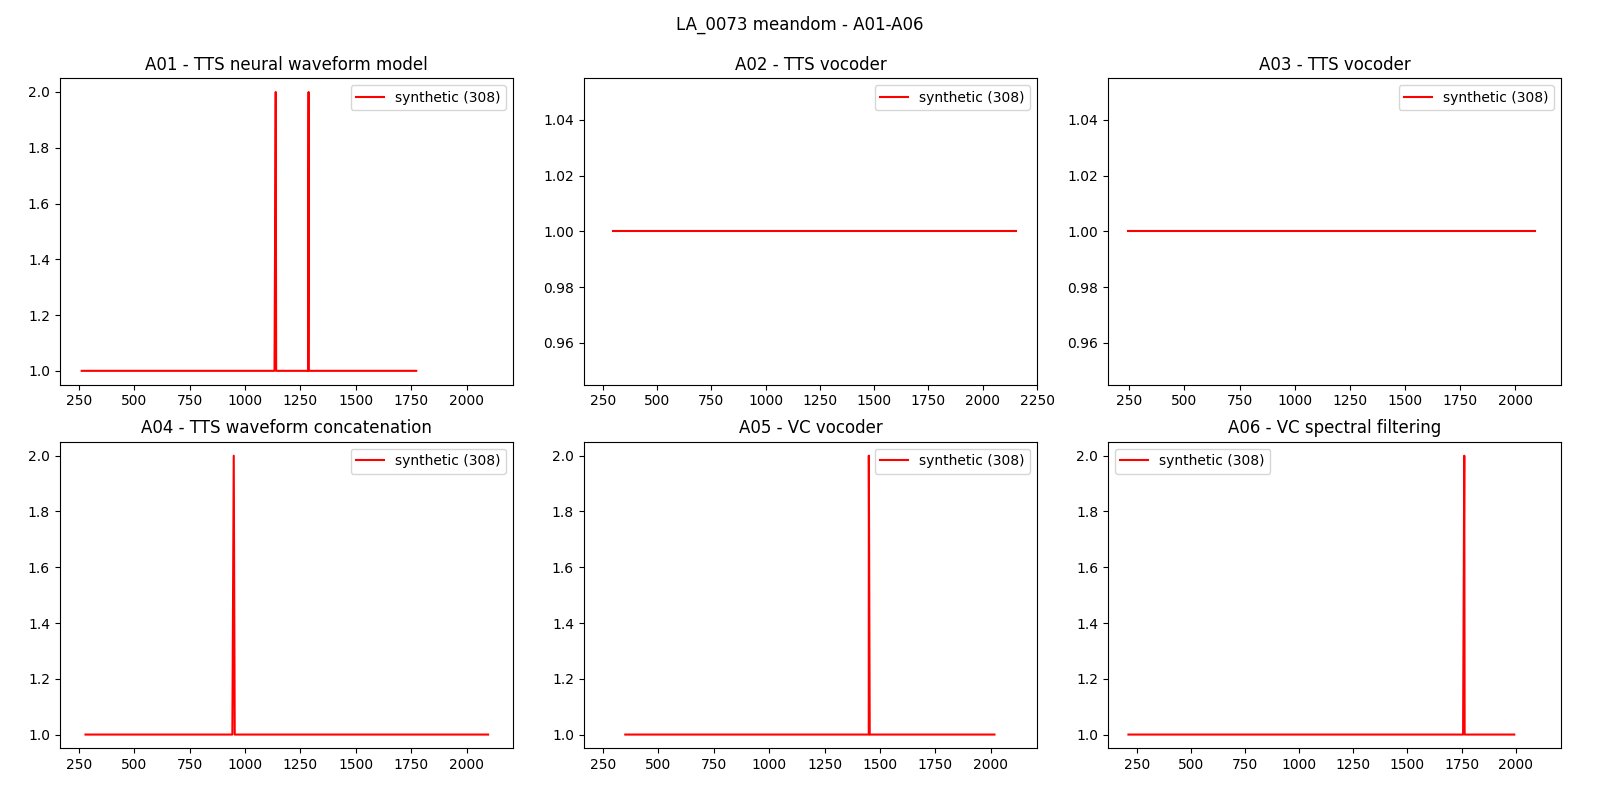 LA_0073 meandom - A01-A06
A01 - TTS neural waveform model
A02 - TTS vocoder
A03 - TTS vocoder
synthetic (308)
synthetic (308)
synthetic (308)
2.0
1.8
1.6
1.4
1.2
1.0
1.04
1.02
1.00
0.98
0.96
1.04
1.02
1.00
0.98
0.96
250 500 750 1000 1250 1500 1750 2000
250 500 750 1000 1250 1500 1750 2000 2250
250 500 750 1000 1250 1500 1750 2000
A04 - TTS waveform concatenation
A05 - VC vocoder
A06 - VC spectral filtering
synthetic (308)
synthetic (308)
synthetic (308)
2.0
1.8
1.6
1.4
1.2
1.0
2.0
1.8
1.6
1.4
1.2
1.0
2.0
1.8
1.6
1.4
1.2
1.0
250 500 750 1000 1250 1500 1750 2000
250 500 750 1000 1250 1500 1750 2000
250 500 750 1000 1250 1500 1750 2000